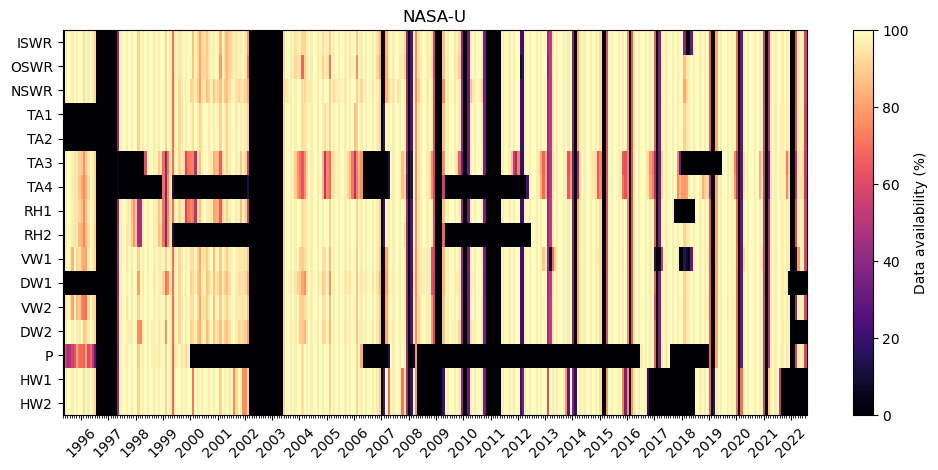 NASA-U
ISWR
OSWR
NSWR
TA1
TA2
TA3
TA4
RH1
RH2
VW1
DW1
VW2
DW2
P
HW1
HW2
1996
1997
1998
1999
2000
2001
2002
2003
2004
2005
2006
2007
2008
2009
2010
2011
2012
2013
2014
2015
2016
2017
2018
2019
2020
2021
2022
100
80
60
40
20
0
Data availability (%)